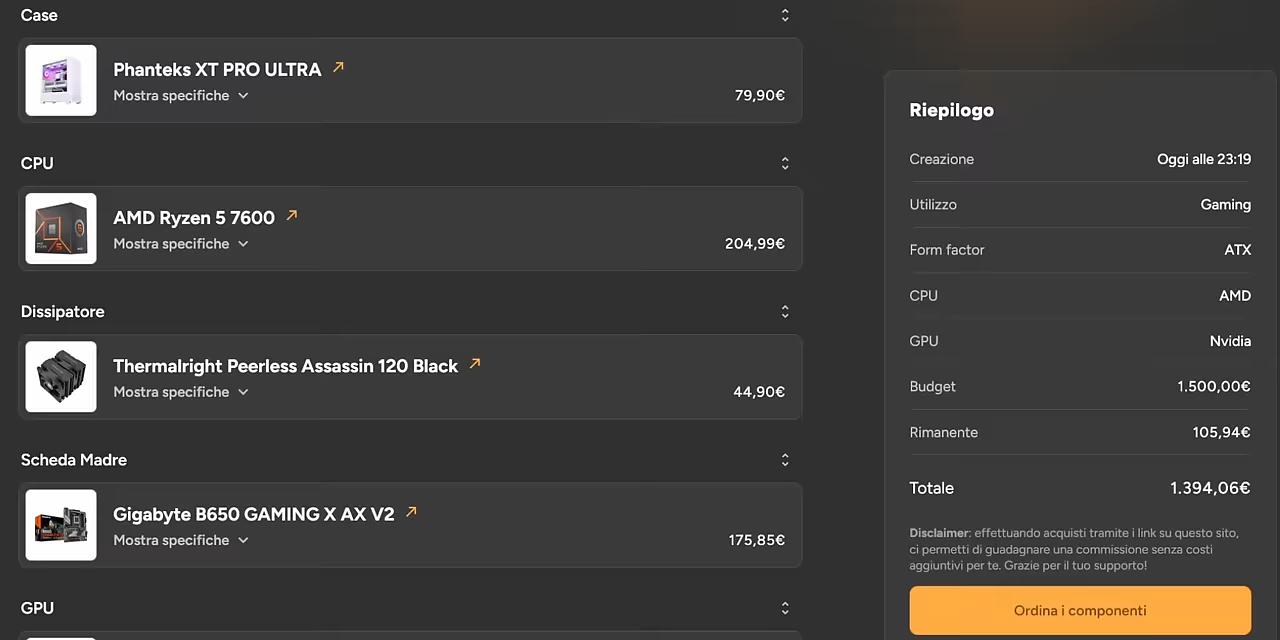 Case
Phanteks XT PRO ULTRA
Mostra specifiche
79,90€
CPU
AMD Ryzen 5 7600
Mostra specifiche
204,99€
Dissipatore
Thermalright Peerless Assassin 120 Black
Mostra specifiche
44,90€
Scheda Madre
Gigabyte B650 GAMING X AX V2
Mostra specifiche
175,85€
GPU
Riepilogo
Creazione Oggi alle 23:19
Utilizzo Gaming
Form factor ATX
CPU AMD
GPU Nvidia
Budget 1.500,00€
Rimanente 105,94€
Totale 1.394,06€
Disclaimer: effettuando acquisti tramite i link su questo sito,
ci permetti di guadagnare una commissione senza costi
aggiuntivi per te. Grazie per il tuo supporto!
Ordina i componenti